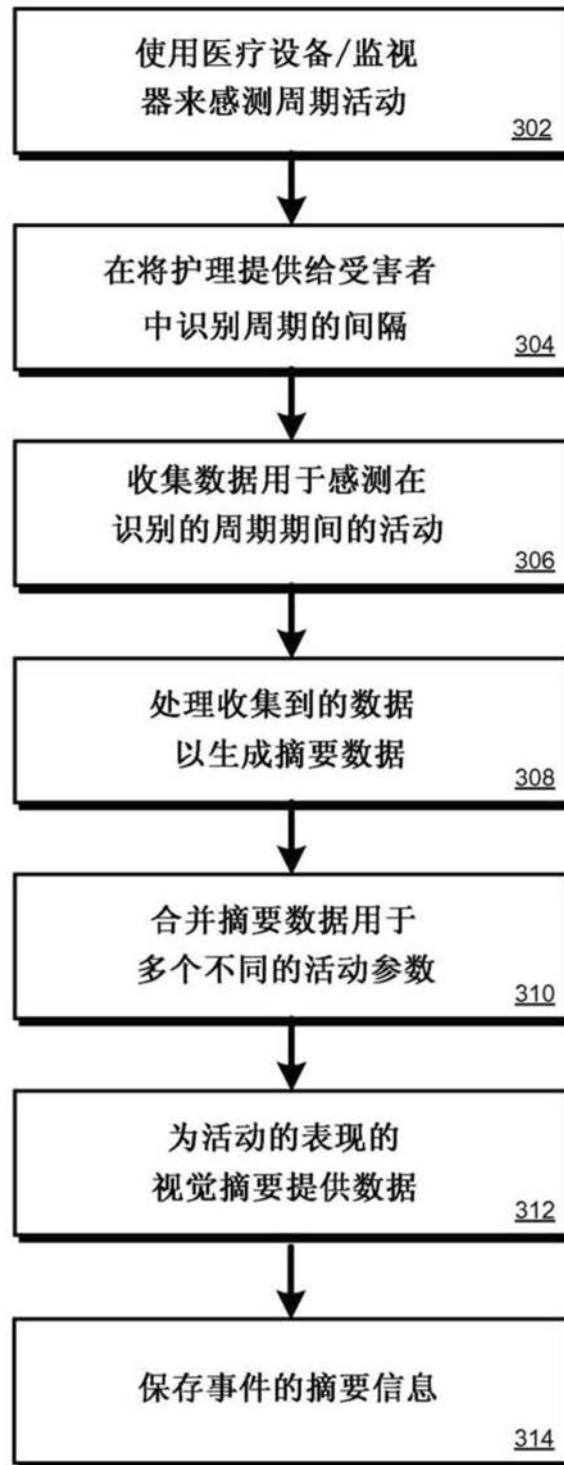 使用医疗设备/监视
器来感测周期活动
302
在将护理提供给受害者
中识别周期的间隔
304
收集数据用于感测在
识别的周期期间的活动
306
处理收集到的数据
以生成摘要数据
308
合并摘要数据用于
多个不同的活动参数
310
为活动的表现的
视觉摘要提供数据
312
保存事件的摘要信息
314